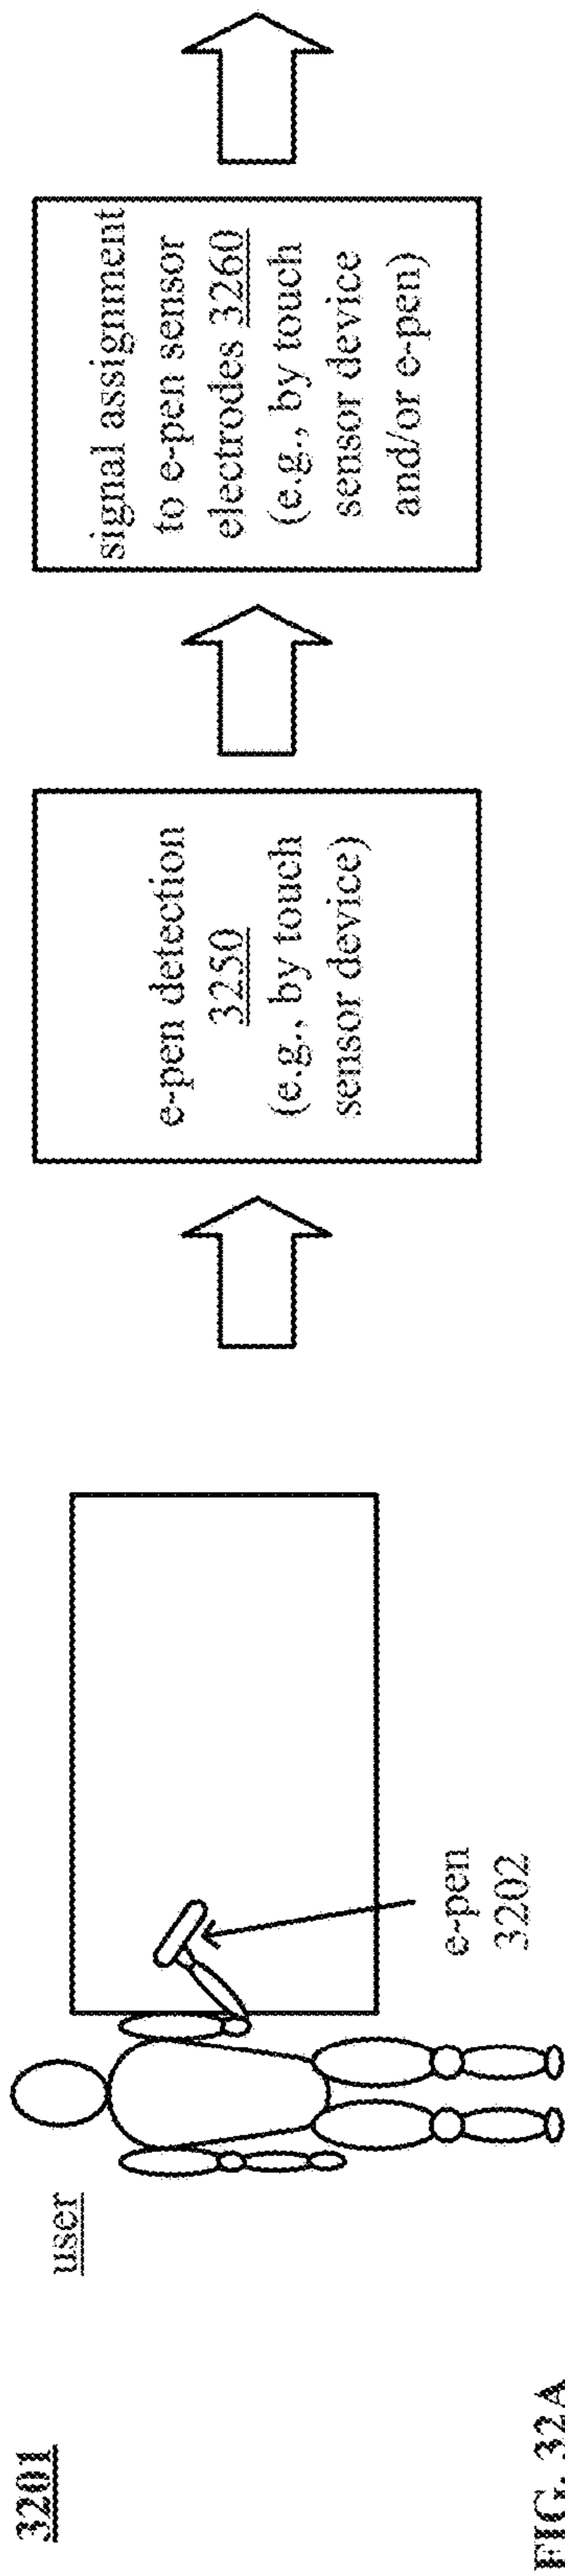 3201
user
e-pen
3202
e-pen detection
3250
(e.g., by touch
sensor device)
signal assignment
to e-pen sensor
electrodes 3260
(e.g., by touch
sensor device
and/or e-pen)
FIG. 32A